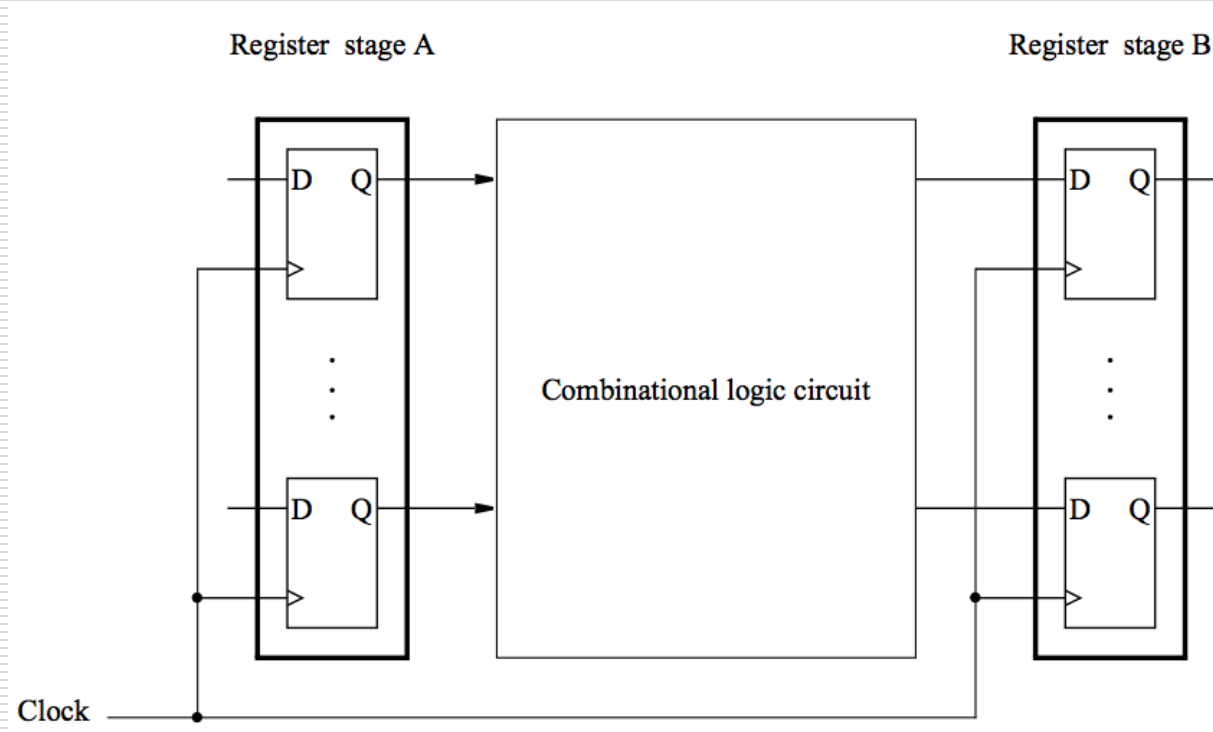 Register stage A
Register stage B
D Q
D Q
Combinational logic circuit
D Q
D Q
Clock